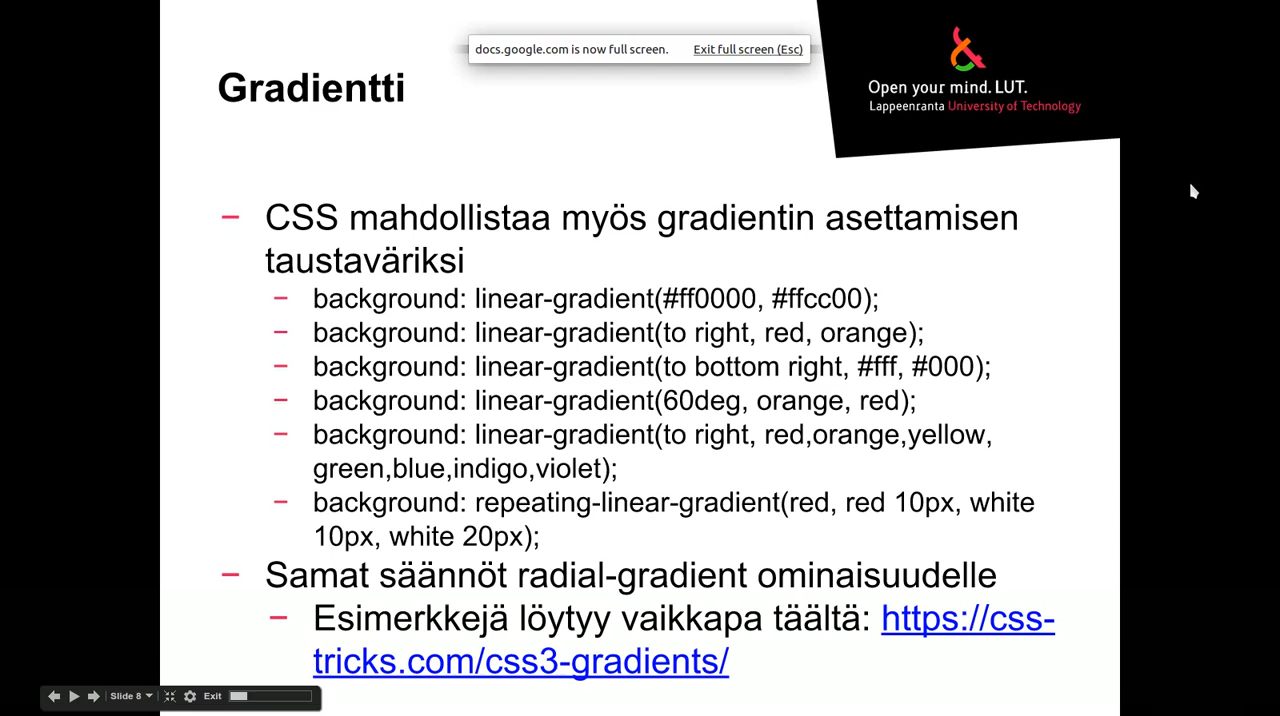 docs.google.com is now full screen. Exit full screen (Esc)
Gradientti
Open your mind. LUT.
Lappeenranta University of Technology
– CSS mahdollistaa myös gradientin asettamisen
taustaväriksi
– background: linear-gradient(#ff0000, #ffcc00);
– background: linear-gradient(to right, red, orange);
– background: linear-gradient(to bottom right, #fff, #000);
– background: linear-gradient(60deg, orange, red);
– background: linear-gradient(to right, red,orange,yellow,
green,blue,indigo,violet);
– background: repeating-linear-gradient(red, red 10px, white
10px, white 20px);
– Samat säännöt radial-gradient ominaisuudelle
– Esimerkkejä löytyy vaikkapa täältä: https://css-
tricks.com/css3-gradients/
Slide 8 Exit